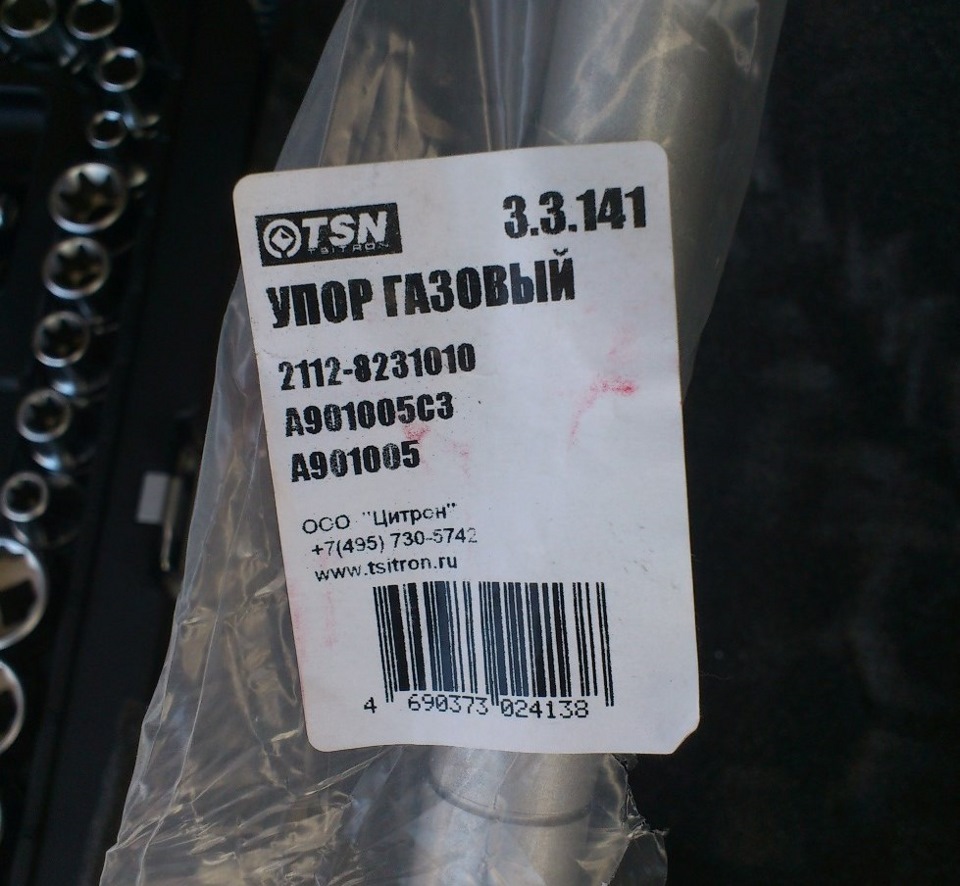 TSN
TSITRON
3.3.141
УПОР ГАЗОВЫЙ
2112-8231010
A901005C3
A901005
ООО "Цитрон"
+7(495) 730-5742
www.tsitron.ru
4 690373 024138